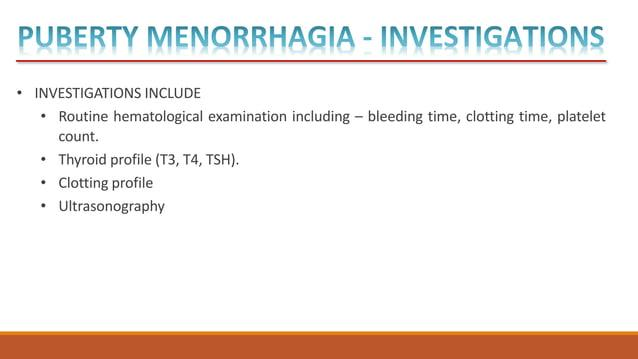 PUBERTY MENORRHAGIA - INVESTIGATIONS
• INVESTIGATIONS INCLUDE
• Routine hematological examination including – bleeding time, clotting time, platelet
count.
• Thyroid profile (T3, T4, TSH).
• Clotting profile
• Ultrasonography